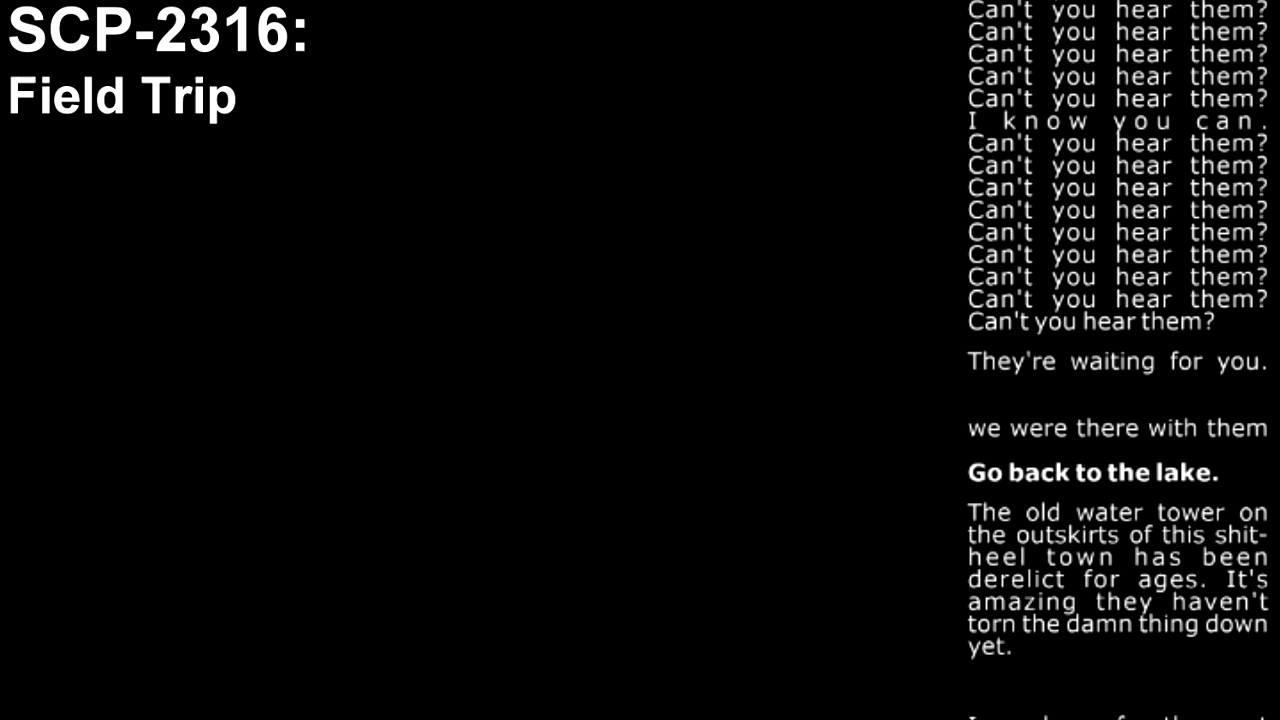 SCP-2316:
Field Trip
Can't you hear them?
Can't you hear them?
Can't you hear them?
Can't you hear them?
Can't you hear them?
I know you can.
Can't you hear them?
Can't you hear them?
Can't you hear them?
Can't you hear them?
Can't you hear them?
Can't you hear them?
Can't you hear them?
Can't you hear them?
Can't you hear them?
They're waiting for you.
we were there with them
Go back to the lake.
The old water tower on
the outskirts of this shit-
heel town has been
derelict for ages. It's
amazing they haven't
torn the damn thing down
yet.